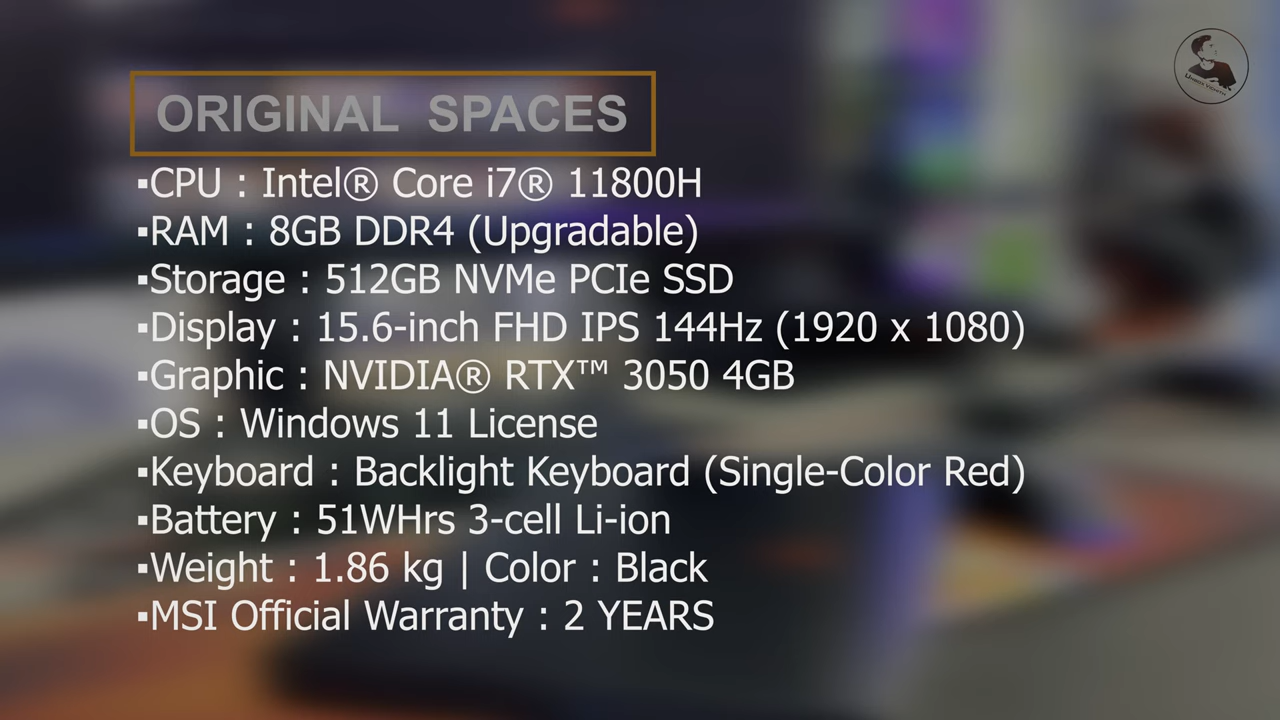 ORIGINAL SPACES
▪CPU : Intel® Core i7® 11800H
▪RAM : 8GB DDR4 (Upgradable)
▪Storage : 512GB NVMe PCIe SSD
▪Display : 15.6-inch FHD IPS 144Hz (1920 x 1080)
▪Graphic : NVIDIA® RTX™ 3050 4GB
▪OS : Windows 11 License
▪Keyboard : Backlight Keyboard (Single-Color Red)
▪Battery : 51WHrs 3-cell Li-ion
▪Weight : 1.86 kg | Color : Black
▪MSI Official Warranty : 2 YEARS